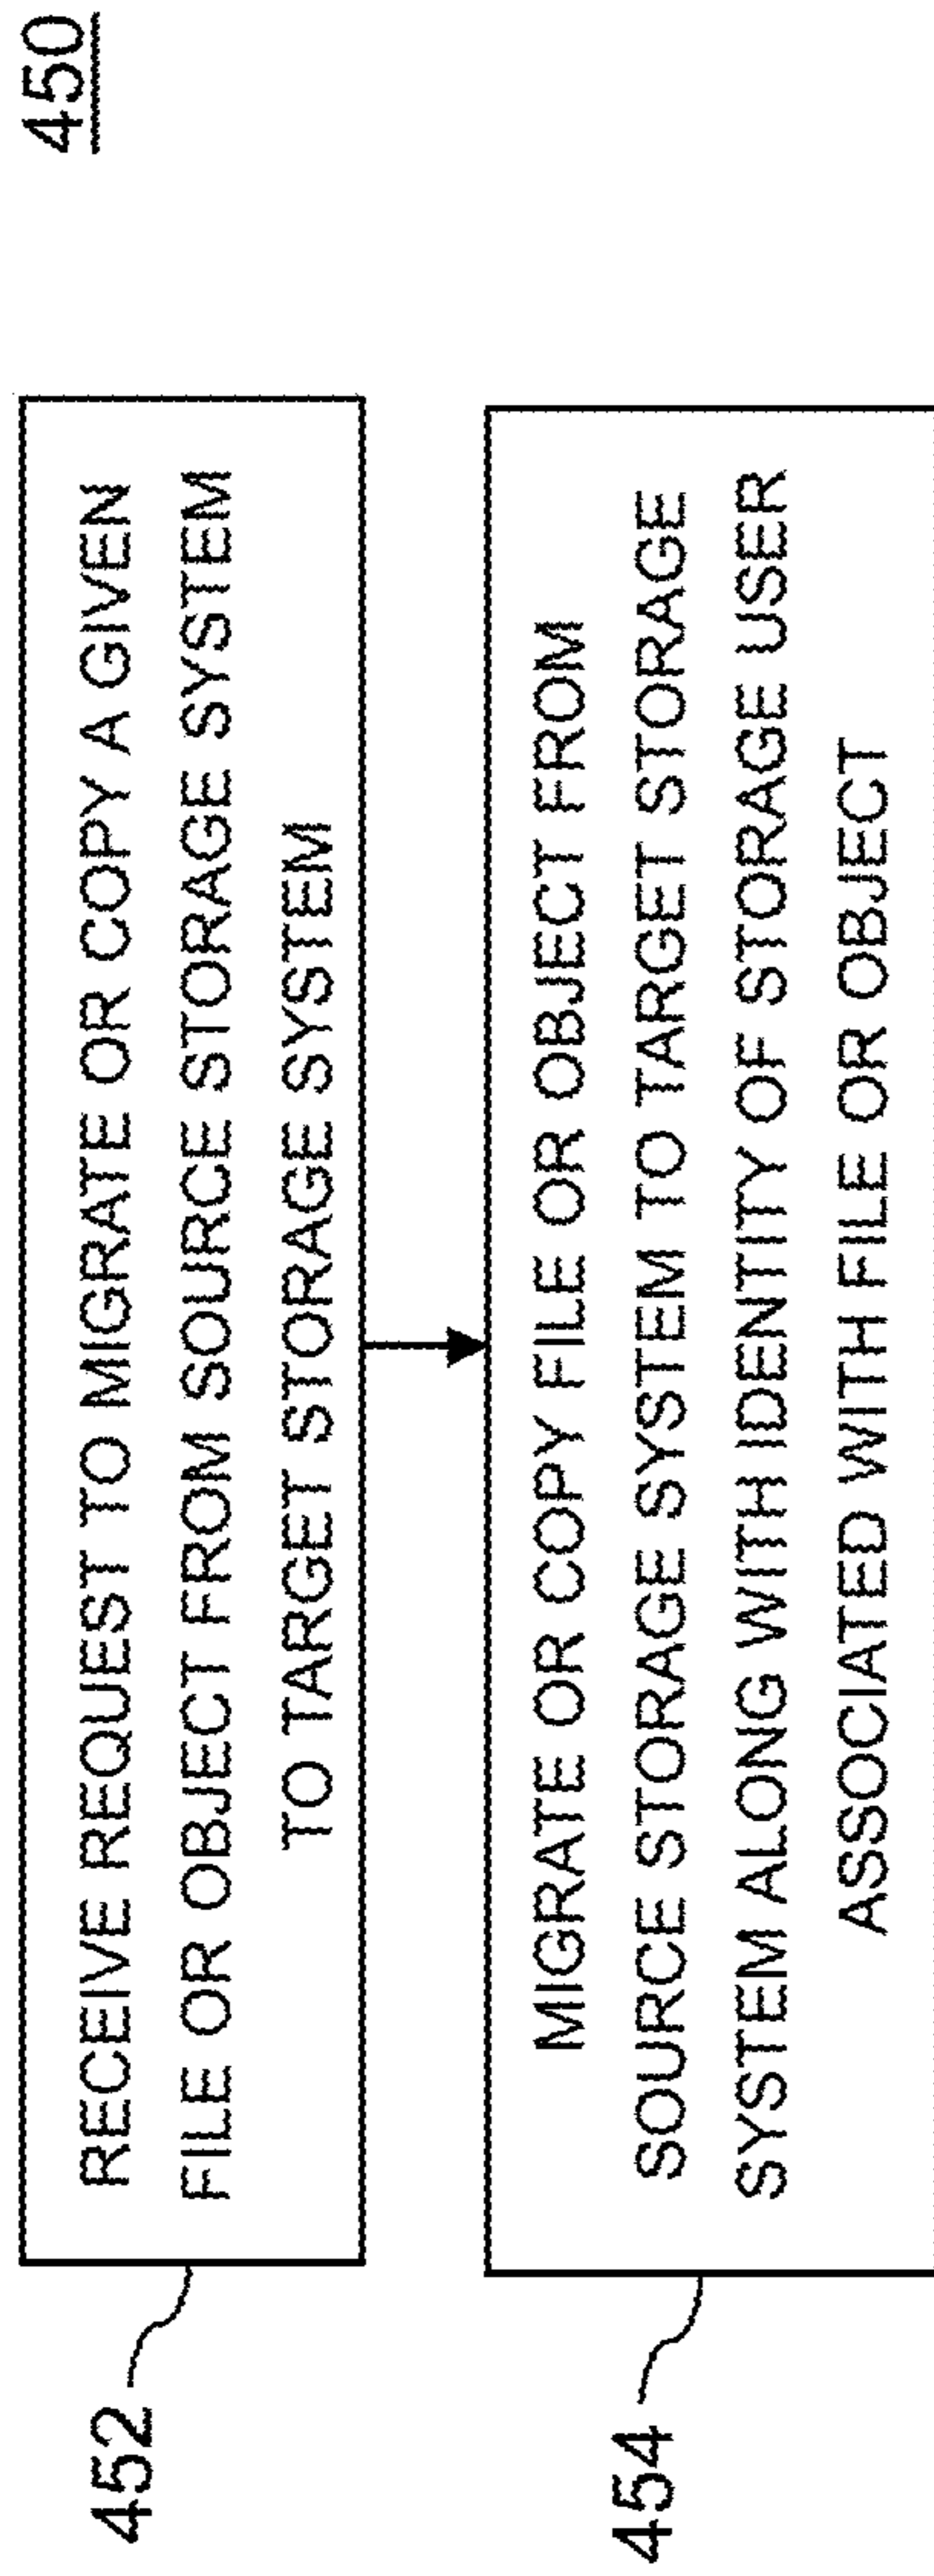 450
452
RECEIVE REQUEST TO MIGRATE OR COPY A GIVEN
FILE OR OBJECT FROM SOURCE STORAGE SYSTEM
TO TARGET STORAGE SYSTEM
454
MIGRATE OR COPY FILE OR OBJECT FROM
SOURCE STORAGE SYSTEM TO TARGET STORAGE
SYSTEM ALONG WITH IDENTITY OF STORAGE USER
ASSOCIATED WITH FILE OR OBJECT